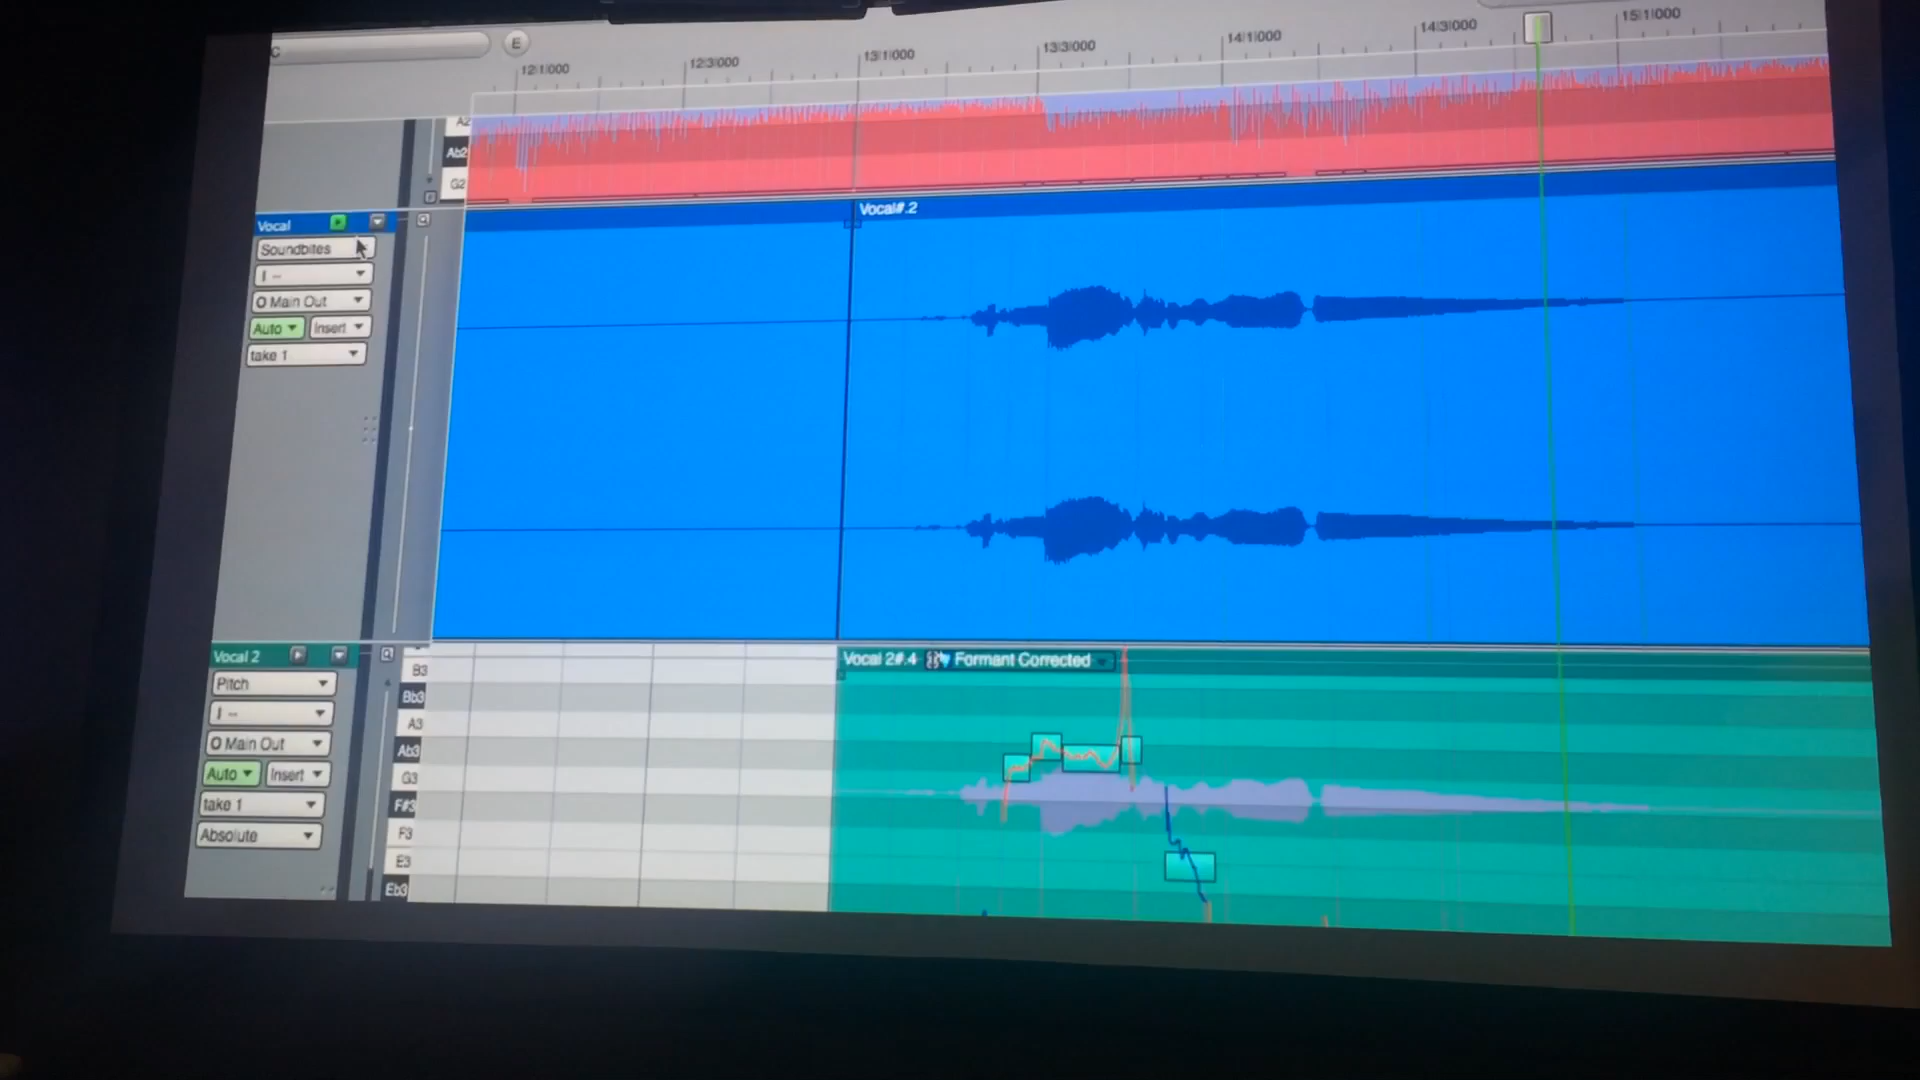 C
E
12|1|000
12|3|000
13|1|000
13|3|000
14|1|000
14|3|000
15|1|000
A2
Ab2
G2
Vocal
Soundbites
Vocal#.2
I --
O Main Out
Auto
Insert
take 1
Vocal 2
Pitch
I --
O Main Out
Auto
Insert
take 1
Absolute
B3
Bb3
A3
Ab3
G3
F#3
F3
E3
Eb3
Vocal 2#.4
Formant Corrected